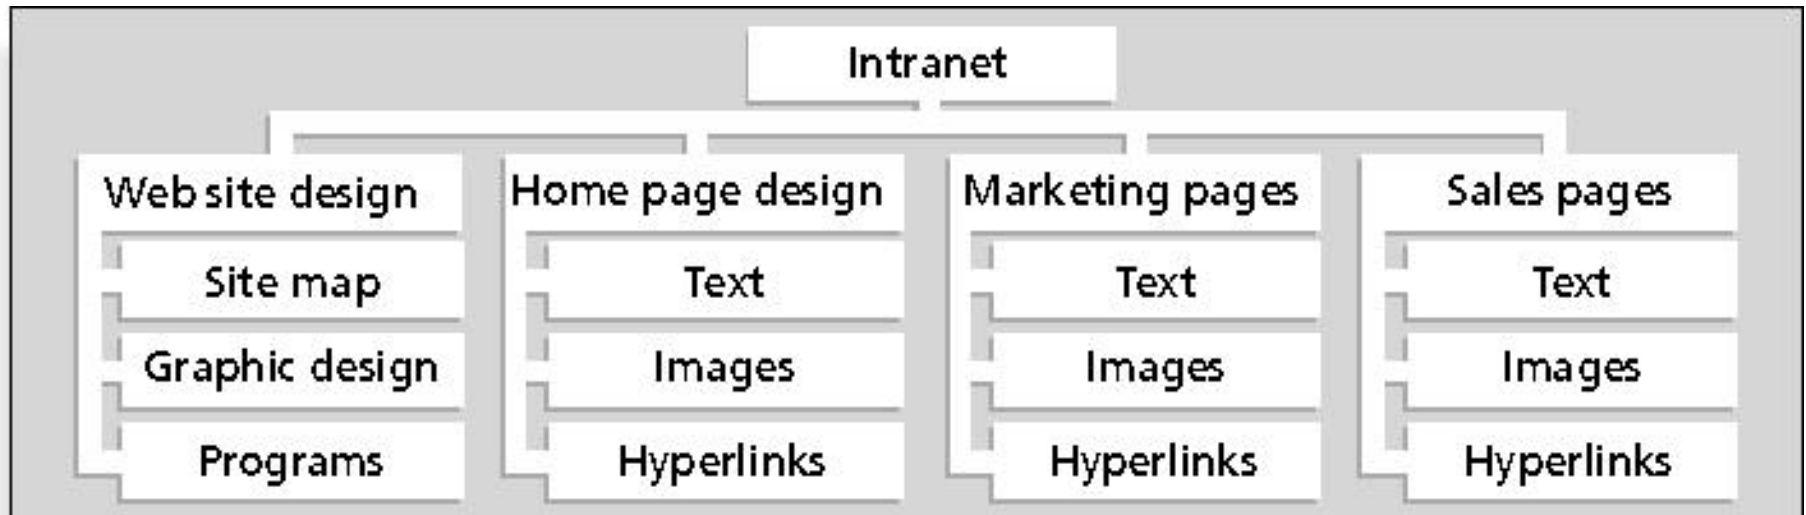 Intranet
Web site design
Home page design
Marketing pages
Sales pages
Site map
Text
Text
Text
Graphic design
Images
Images
Images
Programs
Hyperlinks
Hyperlinks
Hyperlinks